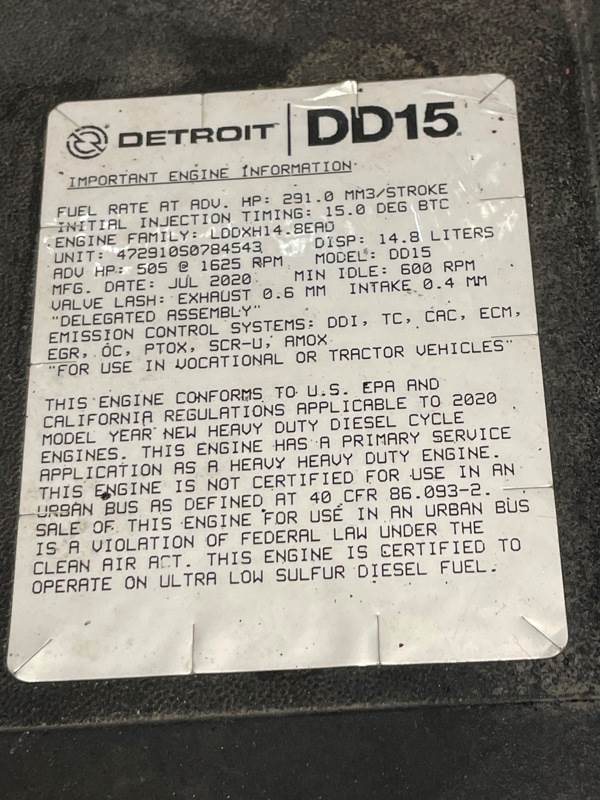 DETROIT | DD15
IMPORTANT ENGINE INFORMATION
FUEL RATE AT ADV. HP: 291.0 MM3/STROKE
INITIAL INJECTION TIMING: 15.0 DEG BTC
ENGINE FAMILY: LDDXH14.8EAD
UNIT: 472910S0784543 DISP: 14.8 LITERS
ADV HP: 505 @ 1625 RPM MODEL: DD15
MFG. DATE: JUL 2020 MIN IDLE: 600 RPM
VALVE LASH: EXHAUST 0.6 MM INTAKE 0.4 MM
"DELEGATED ASSEMBLY"
EMISSION CONTROL SYSTEMS: DDI, TC, CAC, ECM,
EGR, OC, PTOX, SCR-U, AMOX
"FOR USE IN VOCATIONAL OR TRACTOR VEHICLES"
THIS ENGINE CONFORMS TO U.S. EPA AND
CALIFORNIA REGULATIONS APPLICABLE TO 2020
MODEL YEAR NEW HEAVY DUTY DIESEL CYCLE
ENGINES. THIS ENGINE HAS A PRIMARY SERVICE
APPLICATION AS A HEAVY HEAVY DUTY ENGINE.
THIS ENGINE IS NOT CERTIFIED FOR USE IN AN
URBAN BUS AS DEFINED AT 40 CFR 86.093-2.
SALE OF THIS ENGINE FOR USE IN AN URBAN BUS
IS A VIOLATION OF FEDERAL LAW UNDER THE
CLEAN AIR ACT. THIS ENGINE IS CERTIFIED TO
OPERATE ON ULTRA LOW SULFUR DIESEL FUEL.